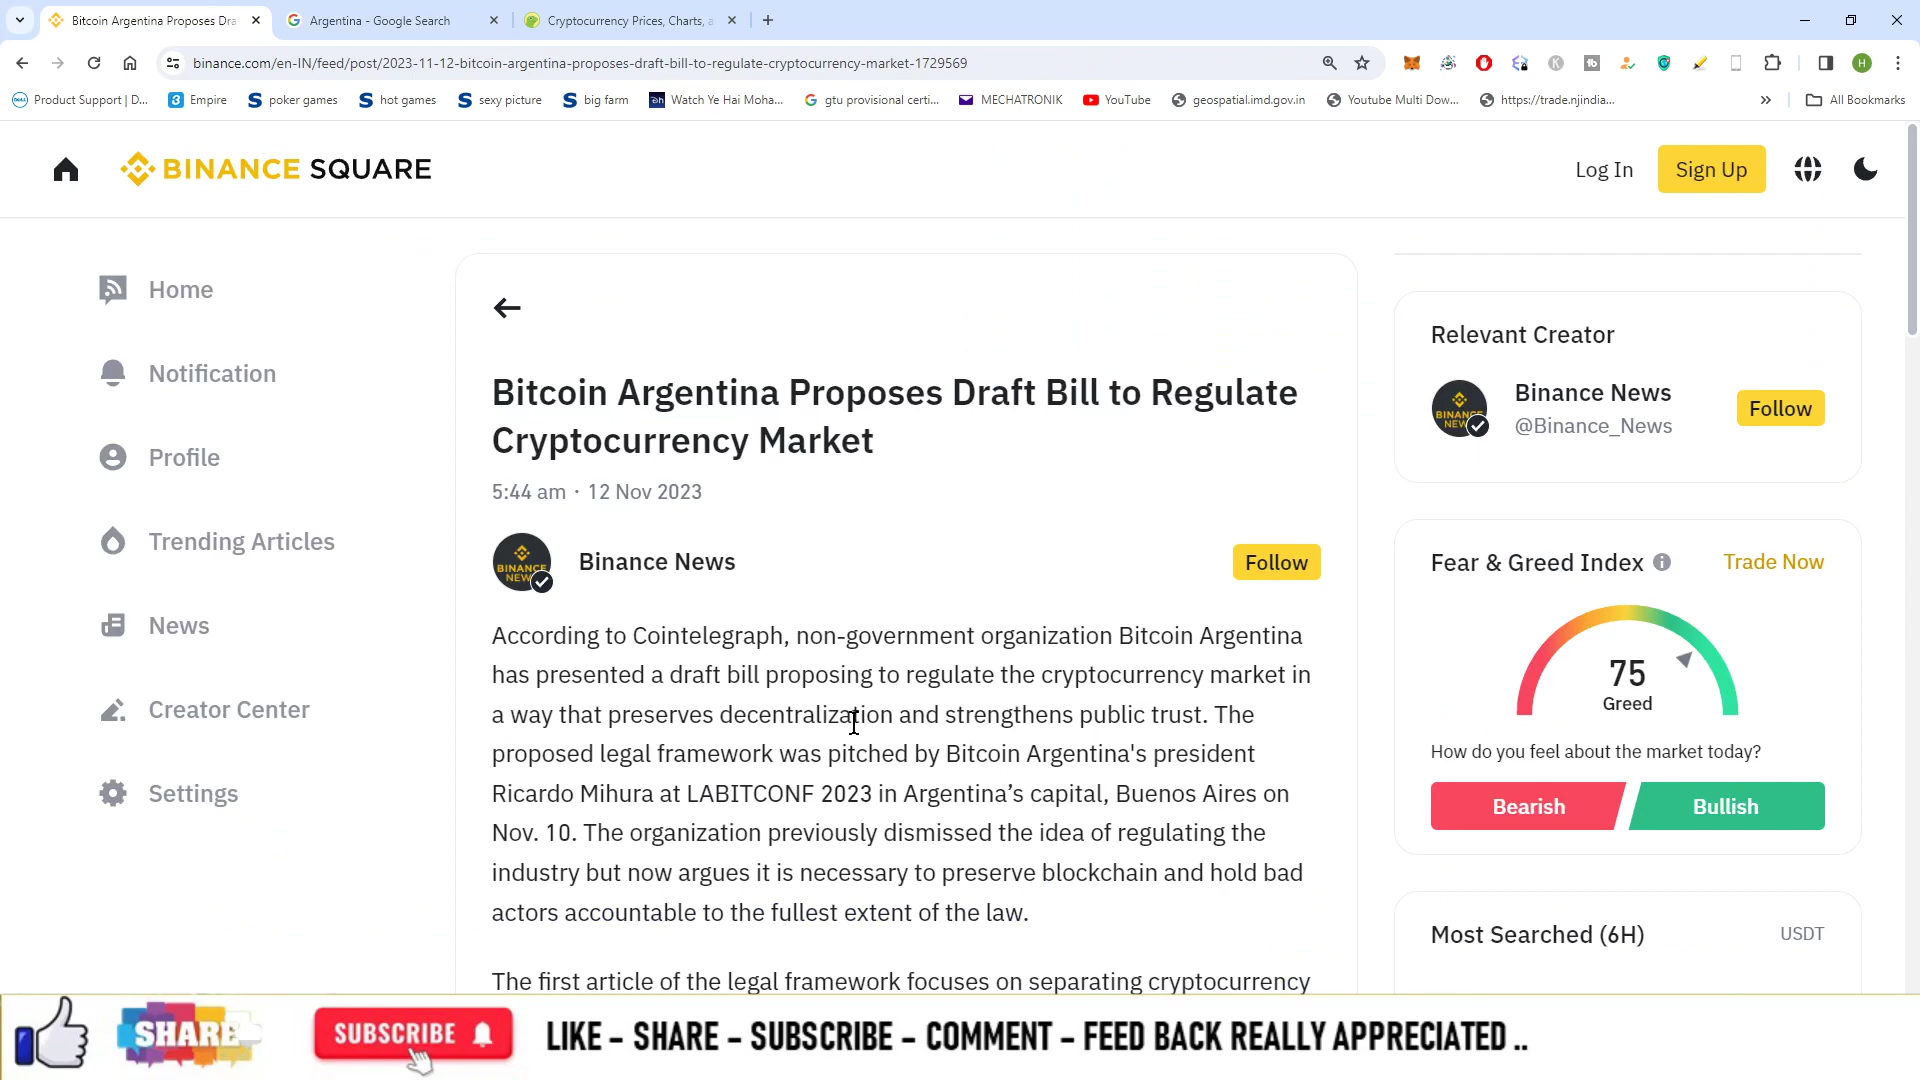 Bitcoin Argentina Proposes Dra
Argentina - Google Search
Cryptocurrency Prices, Charts, a
binance.com/en-IN/feed/post/2023-11-12-bitcoin-argentina-proposes-draft-bill-to-regulate-cryptocurrency-market-1729569
H
Product Support | D...
Empire
poker games
hot games
sexy picture
big farm
Watch Ye Hai Moha...
gtu provisional certi...
MECHATRONIK
YouTube
geospatial.imd.gov.in
Youtube Multi Dow...
https://trade.njindia...
All Bookmarks
BINANCE SQUARE
Log In
Sign Up
Home
Notification
Profile
Trending Articles
News
Creator Center
Settings
Bitcoin Argentina Proposes Draft Bill to Regulate
Cryptocurrency Market
5:44 am · 12 Nov 2023
BINANCE
NEWS
Binance News
Follow
According to Cointelegraph, non-government organization Bitcoin Argentina
has presented a draft bill proposing to regulate the cryptocurrency market in
a way that preserves decentralization and strengthens public trust. The
proposed legal framework was pitched by Bitcoin Argentina's president
Ricardo Mihura at LABITCONF 2023 in Argentina’s capital, Buenos Aires on
Nov. 10. The organization previously dismissed the idea of regulating the
industry but now argues it is necessary to preserve blockchain and hold bad
actors accountable to the fullest extent of the law.
The first article of the legal framework focuses on separating cryptocurrency
Relevant Creator
BINANCE
NEWS
Binance News
@Binance_News
Follow
Fear & Greed Index
Trade Now
75
Greed
How do you feel about the market today?
Bearish
Bullish
Most Searched (6H)
USDT
SHARE
SUBSCRIBE
LIKE – SHARE – SUBSCRIBE – COMMENT – FEED BACK REALLY APPRECIATED ..